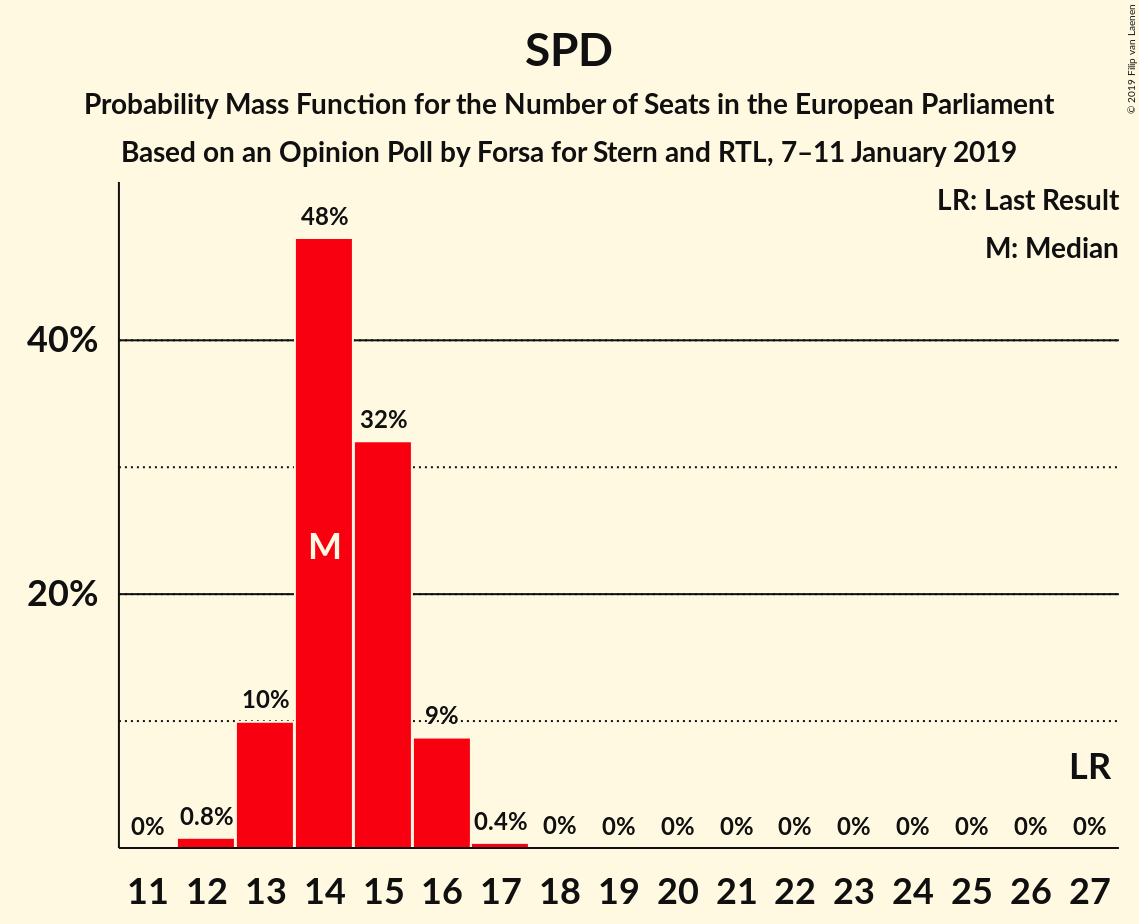 © 2019 Filip van Laenen
SPD
Probability Mass Function for the Number of Seats in the European Parliament
Based on an Opinion Poll by Forsa for Stern and RTL, 7–11 January 2019
LR: Last Result
M: Median
48%
40%
32%
M
20%
10%
9%
LR
0% 0.8% 0.4% 0% 0% 0% 0% 0% 0% 0% 0% 0% 0%
11 12 13 14 15 16 17 18 19 20 21 22 23 24 25 26 27